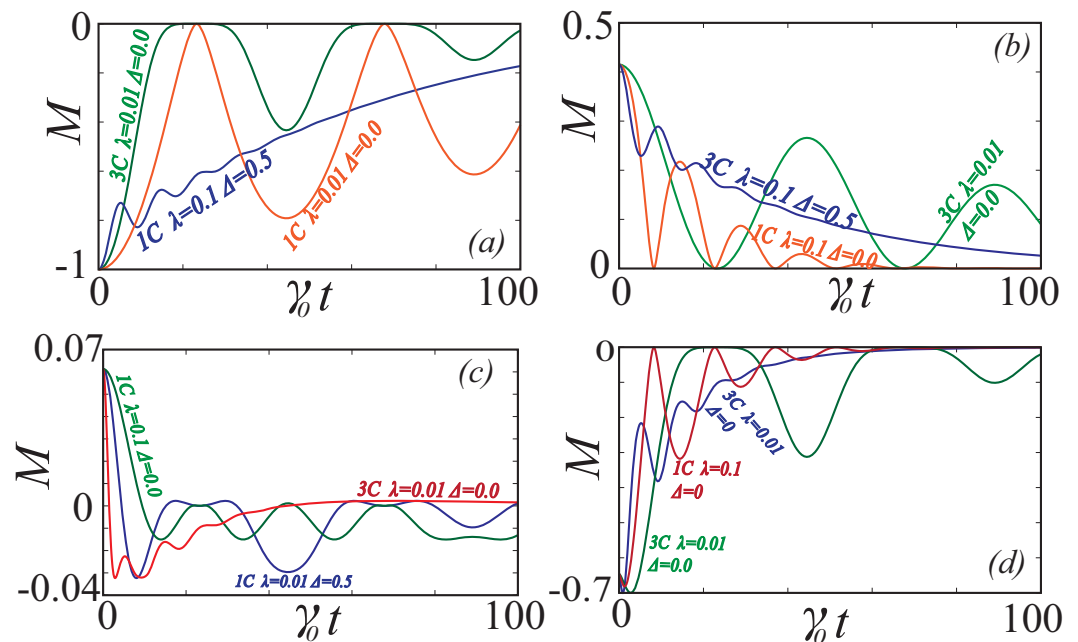 0
M
-1
0
γ₀ t
100
3C λ=0.01 Δ=0.0
1C λ=0.1 Δ=0.5
1C λ=0.01 Δ=0.0
(a)
0.5
M
0
0
γ₀ t
100
3C λ=0.1 Δ=0.5
1C λ=0.1 Δ=0.0
3C λ=0.01
Δ=0.0
(b)
0.07
M
0
-0.04
0
γ₀ t
100
1C λ=0.1 Δ=0.0
3C λ=0.01 Δ=0.0
1C λ=0.01 Δ=0.5
(c)
0
M
-0.7
0
γ₀ t
100
3C λ=0.01
Δ=0
1C λ=0.1
Δ=0
3C λ=0.01
Δ=0.0
(d)